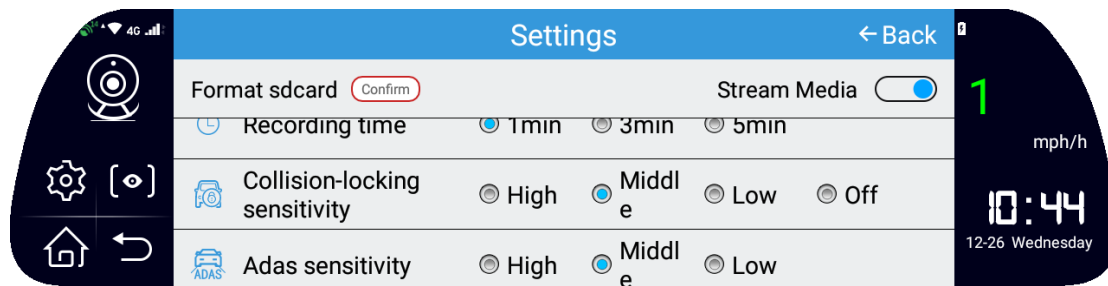 24
4G
Settings
←Back
Format sdcard Confirm
Stream Media
1
mph/h
Recording time 1min 3min 5min
Collision-locking
sensitivity
High Middl
e
Low Off
ADAS
Adas sensitivity High Middl
e
Low
10:44
12-26 Wednesday